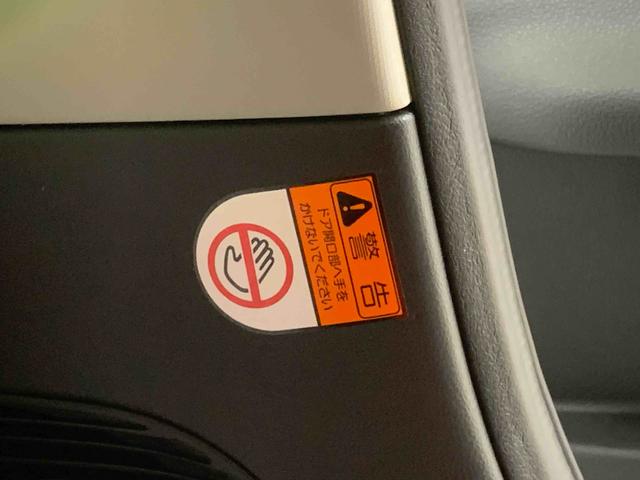 警告
ドア開口部へ手を
かけないでください